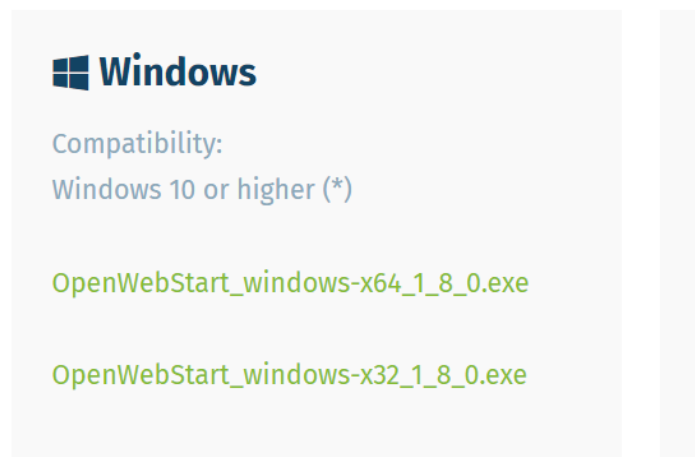 Windows
Compatibility:
Windows 10 or higher (*)
OpenWebStart_windows-x64_1_8_0.exe
OpenWebStart_windows-x32_1_8_0.exe